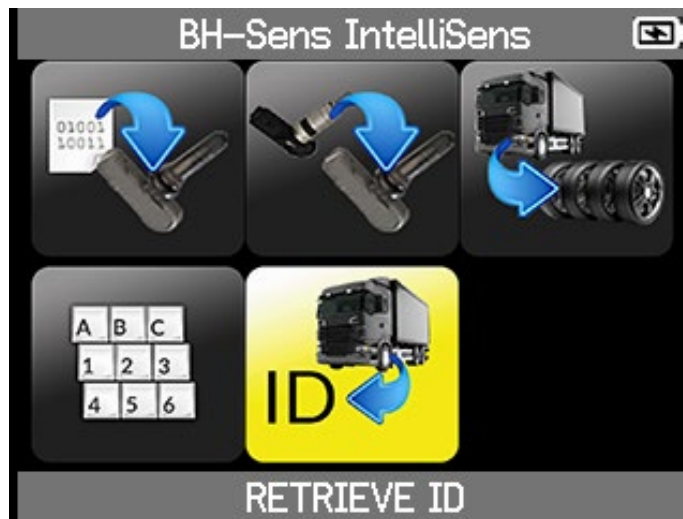 BH-Sens IntelliSens
01001
10011
A B C
1 2 3
4 5 6
ID
RETRIEVE ID